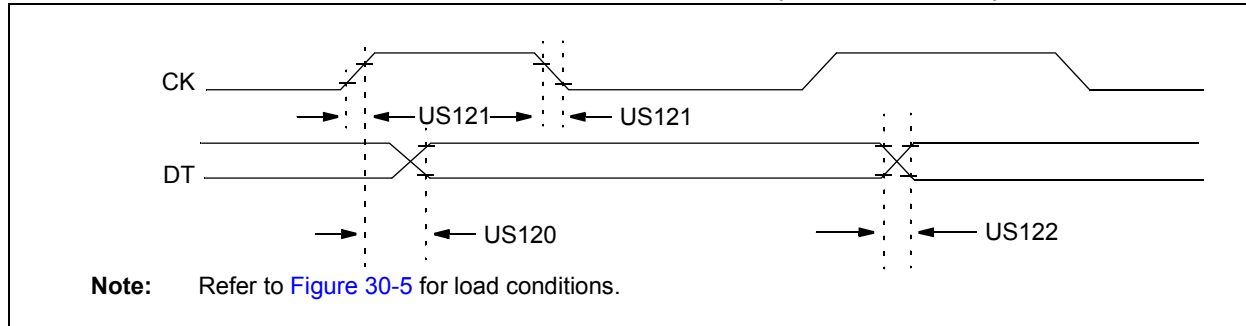 CK
US121 US121
DT
US120 US122
Note: Refer to Figure 30-5 for load conditions.